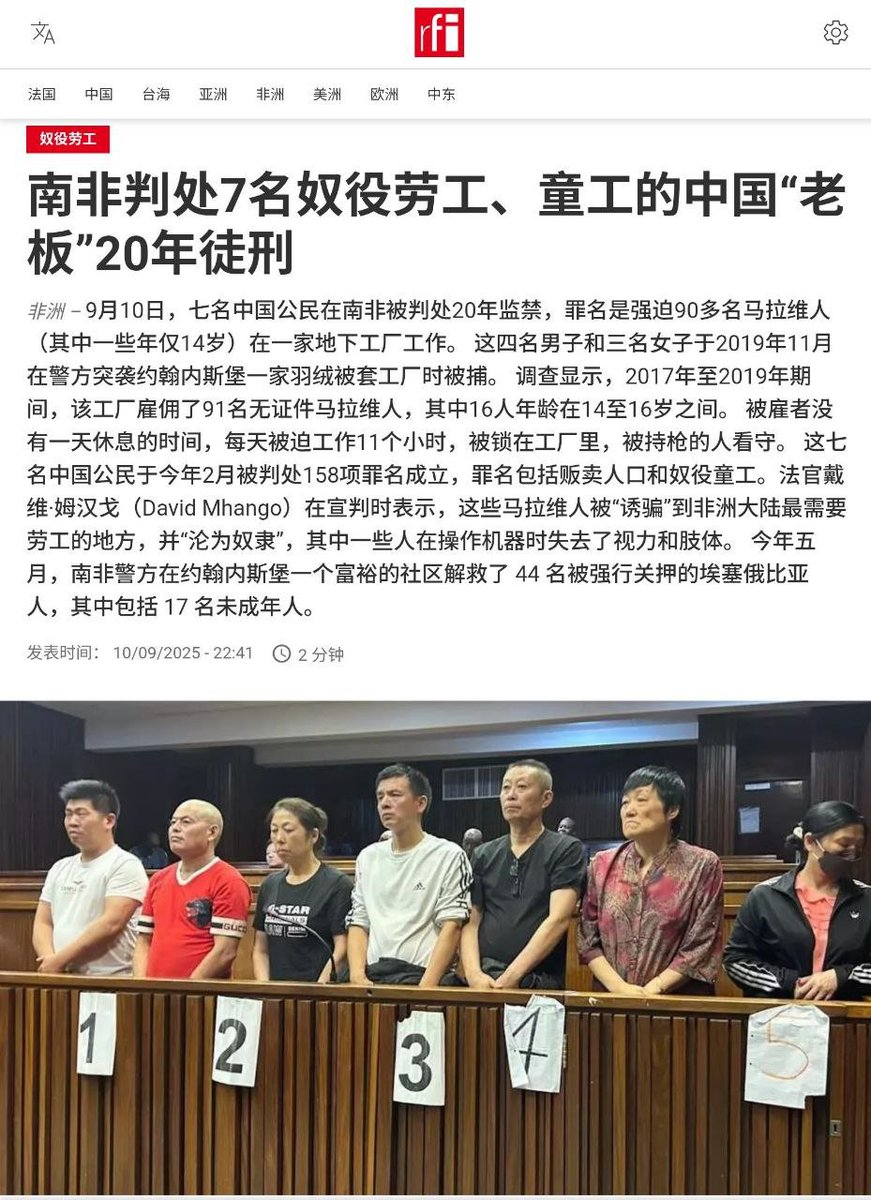 文A
rfi
法国 中国 台海 亚洲 非洲 美洲 欧洲 中东
奴役劳工
南非判处7名奴役劳工、童工的中国“老
板”20年徒刑
非洲 – 9月10日，七名中国公民在南非被判处20年监禁，罪名是强迫90多名马拉维人
（其中一些年仅14岁）在一家地下工厂工作。 这四名男子和三名女子于2019年11月
在警方突袭约翰内斯堡一家羽绒被套工厂时被捕。 调查显示，2017年至2019年期
间，该工厂雇佣了91名无证件马拉维人，其中16人年龄在14至16岁之间。 被雇者没
有一天休息的时间，每天被迫工作11个小时，被锁在工厂里，被持枪的人看守。 这七
名中国公民于今年2月被判处158项罪名成立，罪名包括贩卖人口和奴役童工。法官戴
维·姆汉戈（David Mhango）在宣判时表示，这些马拉维人被“诱骗”到非洲大陆最需要
劳工的地方，并“沦为奴隶”，其中一些人在操作机器时失去了视力和肢体。 今年五
月，南非警方在约翰内斯堡一个富裕的社区解救了 44 名被强行关押的埃塞俄比亚
人，其中包括 17 名未成年人。
发表时间： 10/09/2025 - 22:41 2 分钟
GUCCI
adidas
1
2
3
4
5